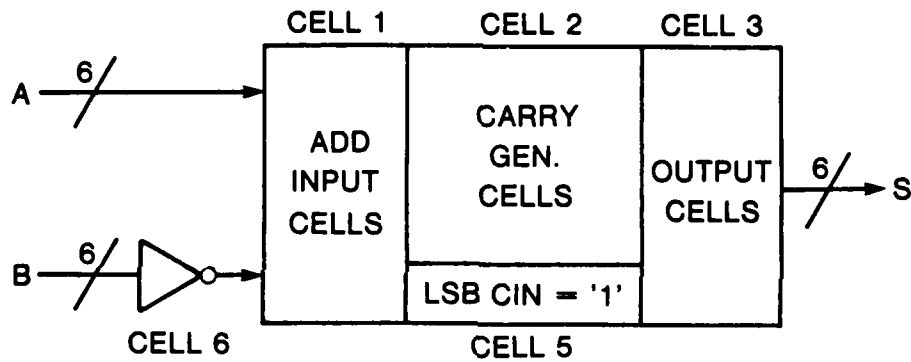 CELL 1 CELL 2 CELL 3
6
A
ADD
INPUT
CELLS
CARRY
GEN.
CELLS
OUTPUT
CELLS
6
S
6
B
LSB CIN = '1'
CELL 6
CELL 5